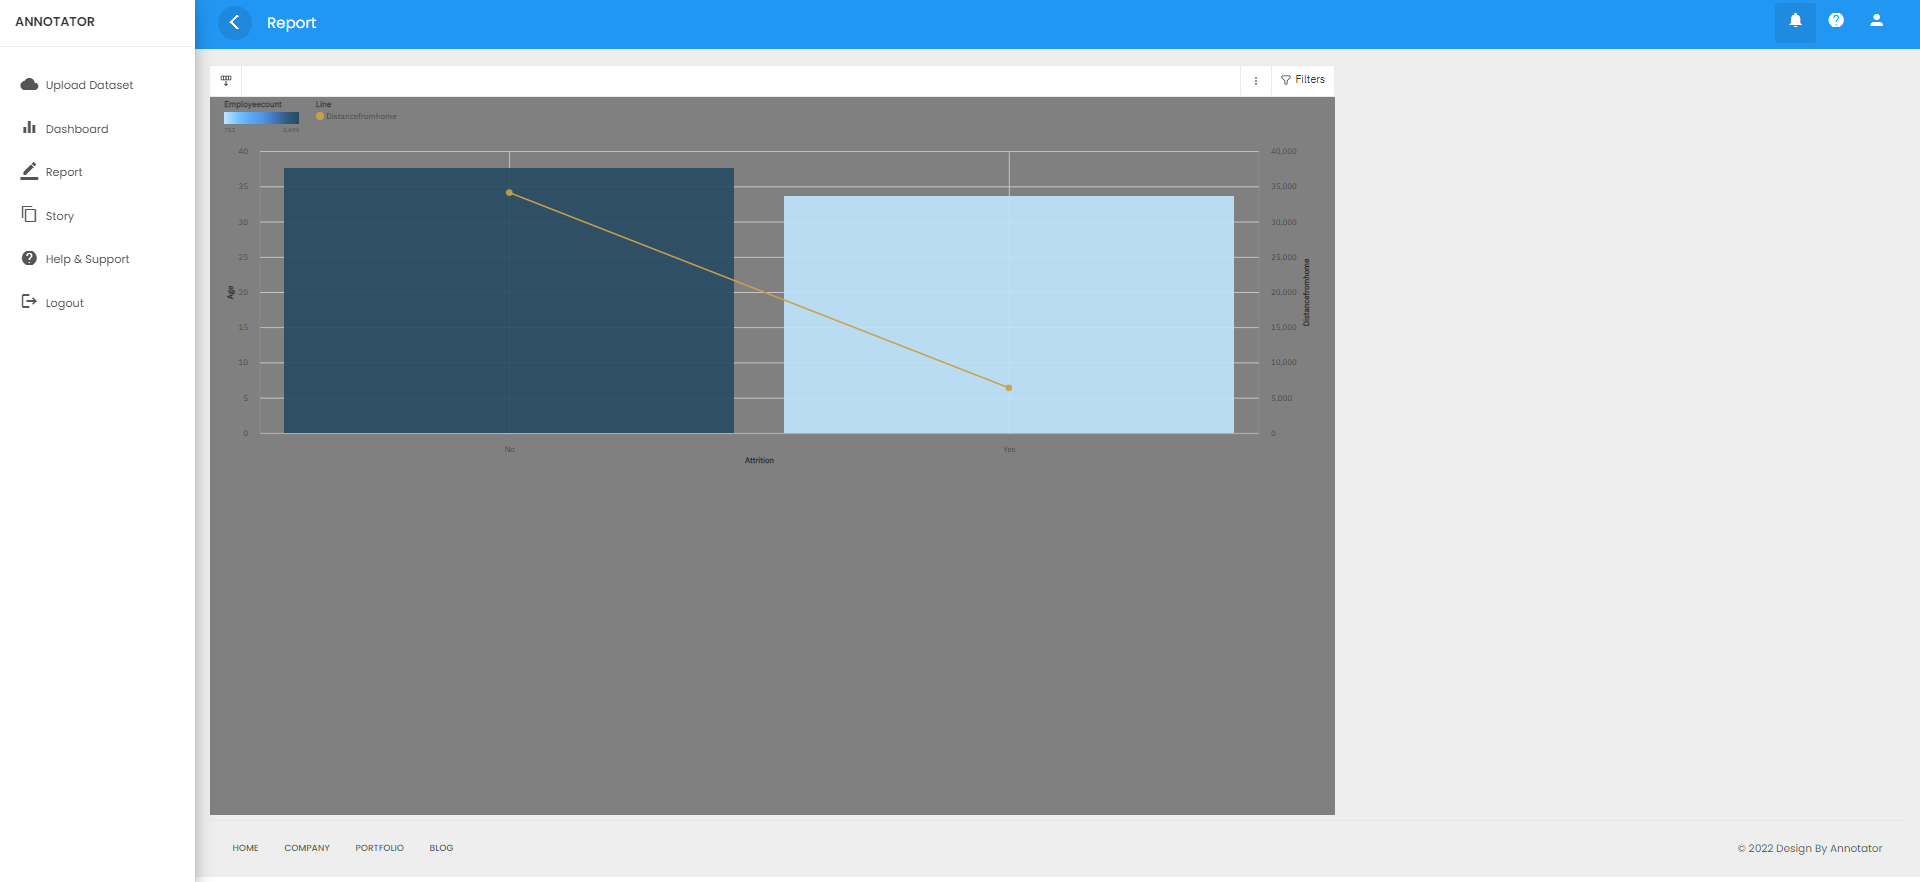 ANNOTATOR
Report
Upload Dataset
Dashboard
Report
Story
Help & Support
Logout
Filters
Employeecount
Line
Distancefromhome
711
40
35
30
25
20
15
10
5
0
Age
40,000
35,000
30,000
25,000
20,000
15,000
10,000
5,000
0
Distancefromhome
No
Yes
Attrition
HOME
COMPANY
PORTFOLIO
BLOG
© 2022 Design By Annotator